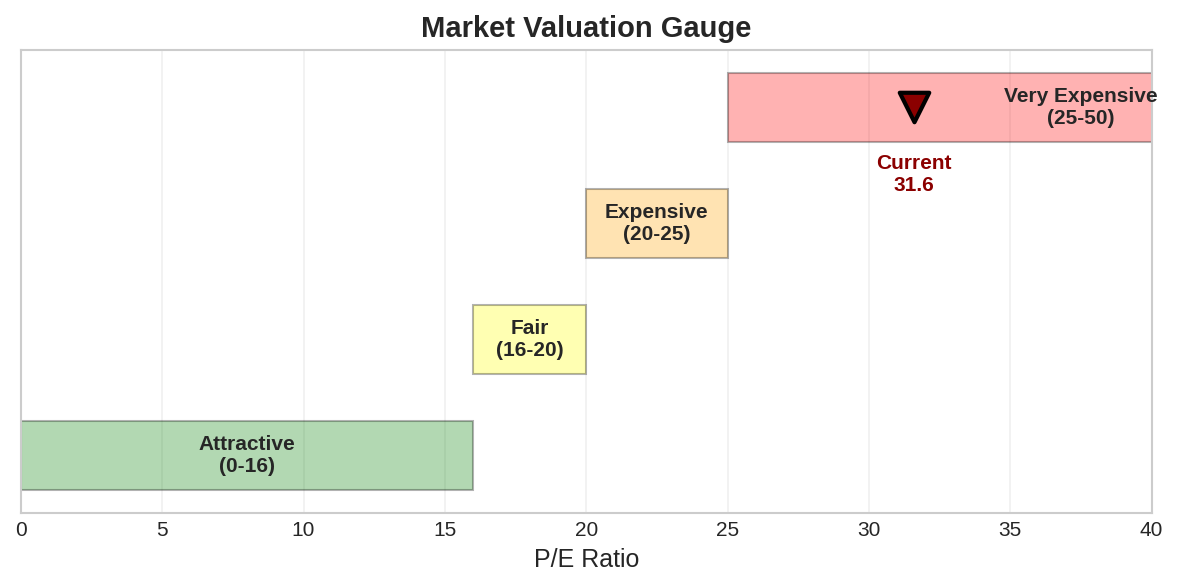 Market Valuation Gauge
Very Expensive
(25-50)
Current
31.6
Expensive
(20-25)
Fair
(16-20)
Attractive
(0-16)
0 5 10 15 20 25 30 35 40
P/E Ratio